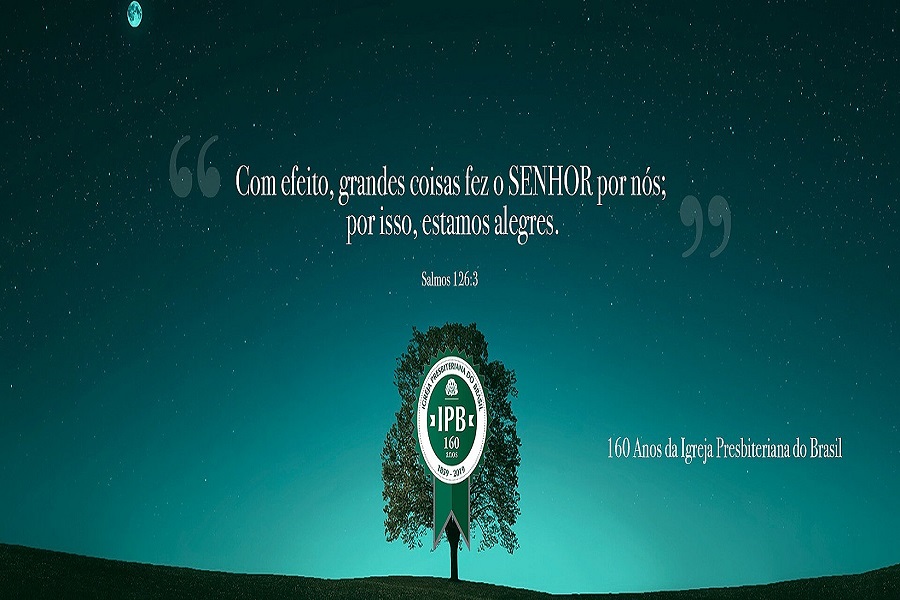 “Com efeito, grandes coisas fez o SENHOR por nós;
por isso, estamos alegres.”
Salmos 126:3
IGREJA PRESBITERIANA DO BRASIL
IPB
160
anos
1859 - 2019
160 Anos da Igreja Presbiteriana do Brasil